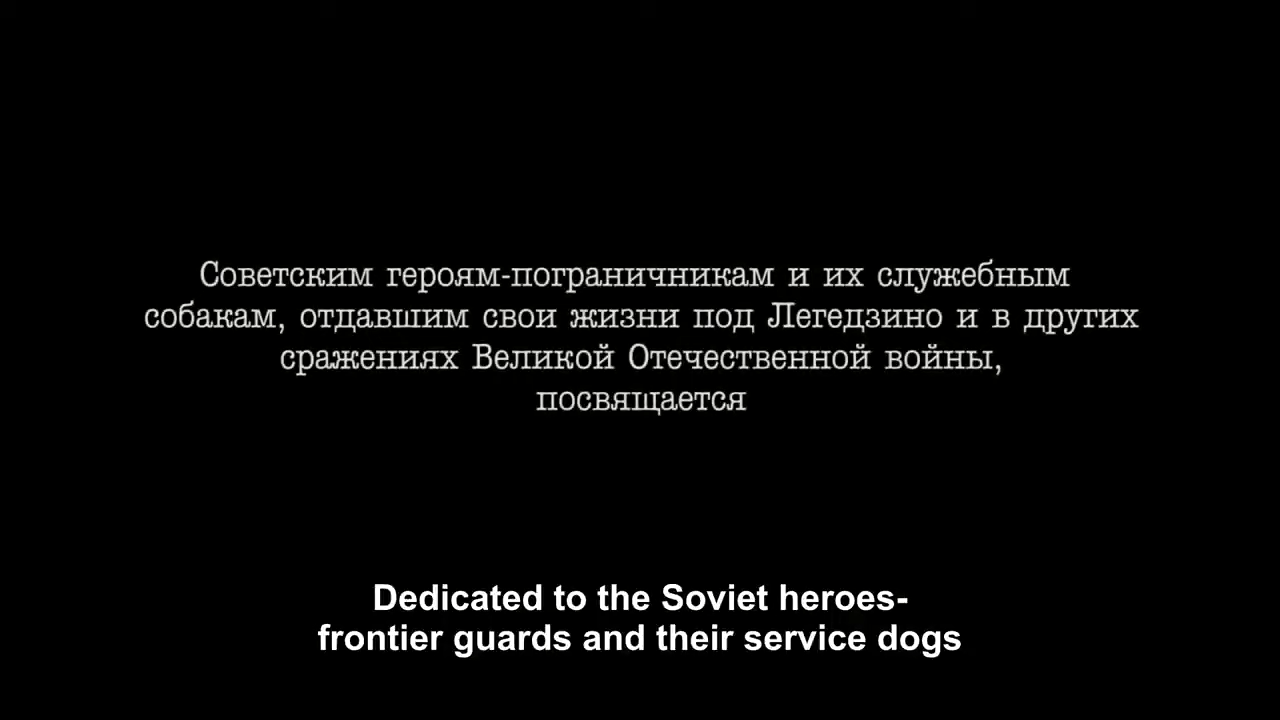 Советским героям-пограничникам и их служебным
собакам, отдавшим свои жизни под Легедзино и в других
сражениях Великой Отечественной войны,
посвящается
Dedicated to the Soviet heroes-
frontier guards and their service dogs